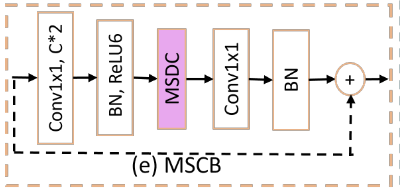 Conv1x1, C*2
BN, ReLU6
MSDC
Conv1x1
BN
+
(e) MSCB